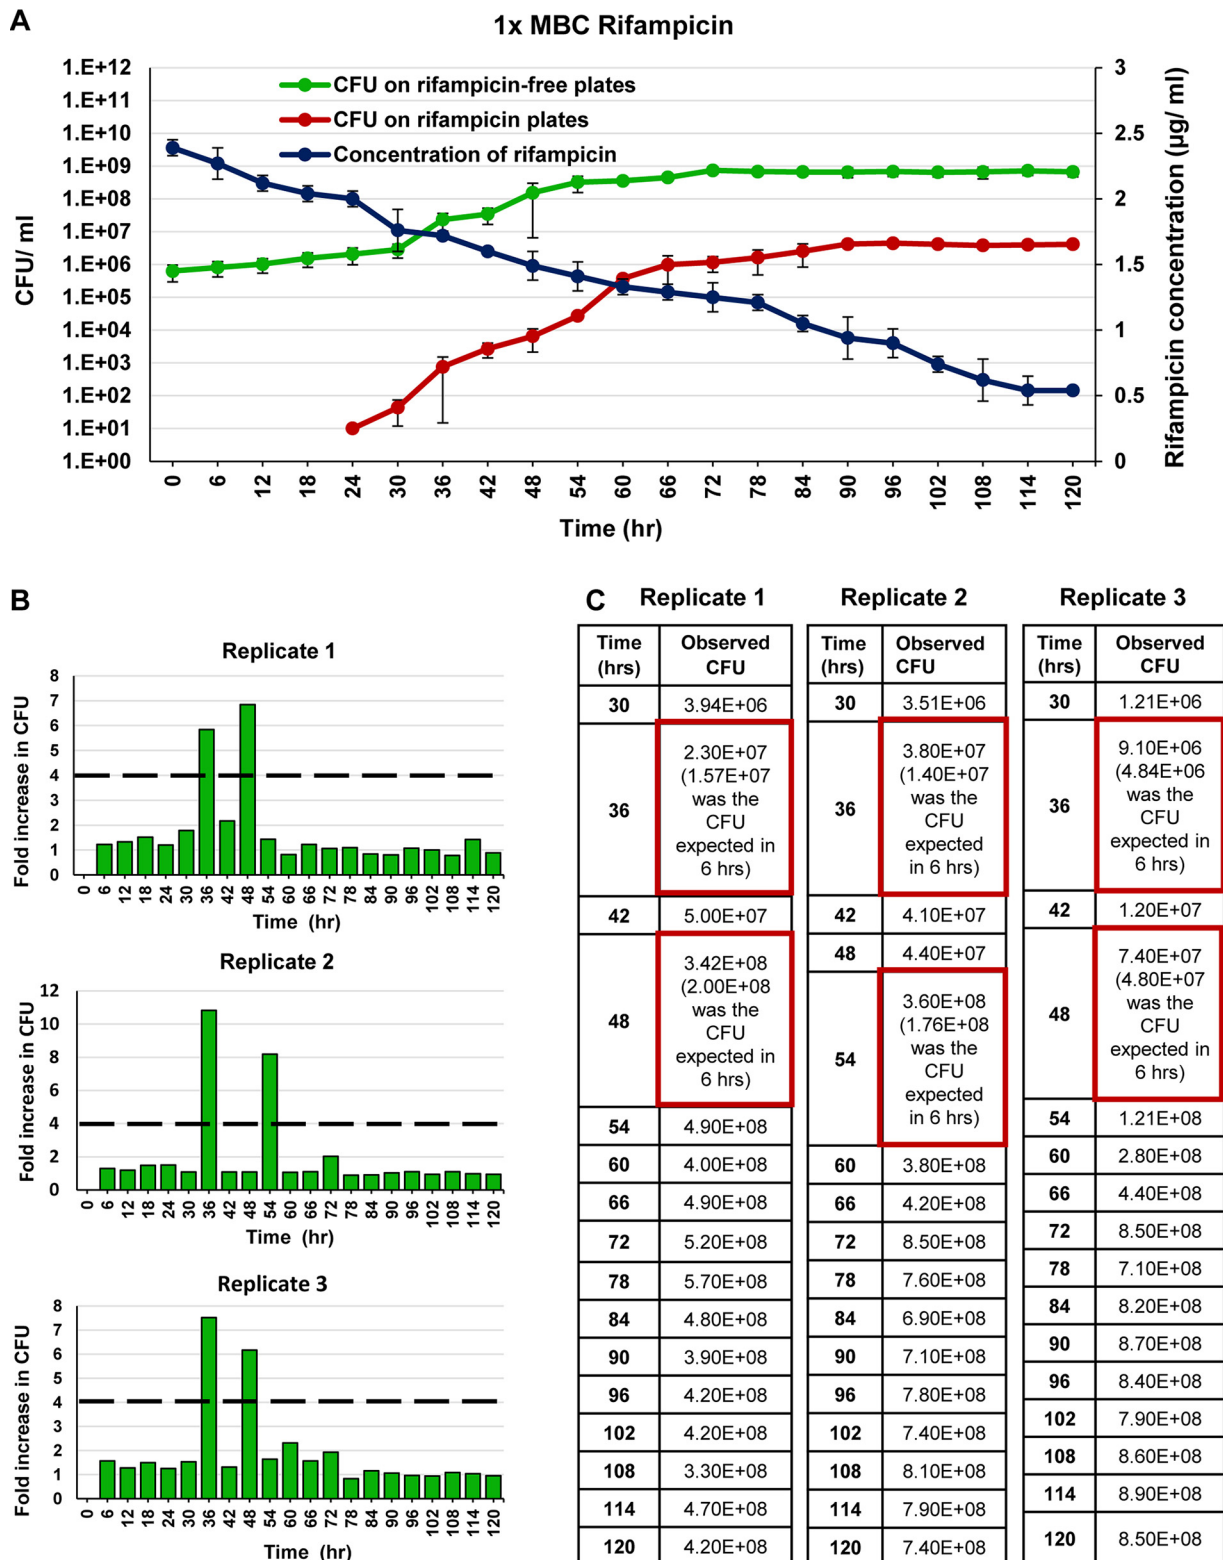 A
1x MBC Rifampicin
1.E+12
1.E+11
1.E+10
1.E+09
1.E+08
1.E+07
1.E+06
1.E+05
1.E+04
1.E+03
1.E+02
1.E+01
1.E+00
CFU/ ml
CFU on rifampicin-free plates
CFU on rifampicin plates
Concentration of rifampicin
3
2.5
2
1.5
1
0.5
0
Rifampicin concentration (µg/ ml)
0 6 12 18 24 30 36 42 48 54 60 66 72 78 84 90 96 102 108 114 120
Time (hr)
B
Replicate 1
Fold increase in CFU
8
7
6
5
4
3
2
1
0
0 6 12 18 24 30 36 42 48 54 60 66 72 78 84 90 96 102 108 114 120
Time (hr)
Replicate 2
Fold increase in CFU
12
10
8
6
4
2
0
0 6 12 18 24 30 36 42 48 54 60 66 72 78 84 90 96 102 108 114 120
Time (hr)
Replicate 3
Fold increase in CFU
8
7
6
5
4
3
2
1
0
0 6 12 18 24 30 36 42 48 54 60 66 72 78 84 90 96 102 108 114 120
Time (hr)
C
Replicate 1
Time Observed
(hrs) CFU
30 3.94E+06
36
2.30E+07
(1.57E+07
was the
CFU
expected in
6 hrs)
42 5.00E+07
48
3.42E+08
(2.00E+08
was the
CFU
expected in
6 hrs)
54 4.90E+08
60 4.00E+08
66 4.90E+08
72 5.20E+08
78 5.70E+08
84 4.80E+08
90 3.90E+08
96 4.20E+08
102 4.20E+08
108 3.30E+08
114 4.70E+08
120 4.20E+08
Replicate 2
Time Observed
(hrs) CFU
30 3.51E+06
36
3.80E+07
(1.40E+07
was the
CFU
expected
in 6 hrs)
42 4.10E+07
48 4.40E+07
54
3.60E+08
(1.76E+08
was the
CFU
expected
in 6 hrs)
60 3.80E+08
66 4.20E+08
72 8.50E+08
78 7.60E+08
84 6.90E+08
90 7.10E+08
96 7.80E+08
102 7.40E+08
108 8.10E+08
114 7.90E+08
120 7.40E+08
Replicate 3
Time Observed
(hrs) CFU
30 1.21E+06
36
9.10E+06
(4.84E+06
was the
CFU
expected in
6 hrs)
42 1.20E+07
48
7.40E+07
(4.80E+07
was the
CFU
expected in
6 hrs)
54 1.21E+08
60 2.80E+08
66 4.40E+08
72 8.50E+08
78 7.10E+08
84 8.20E+08
90 8.70E+08
96 8.40E+08
102 7.90E+08
108 8.60E+08
114 8.90E+08
120 8.50E+08